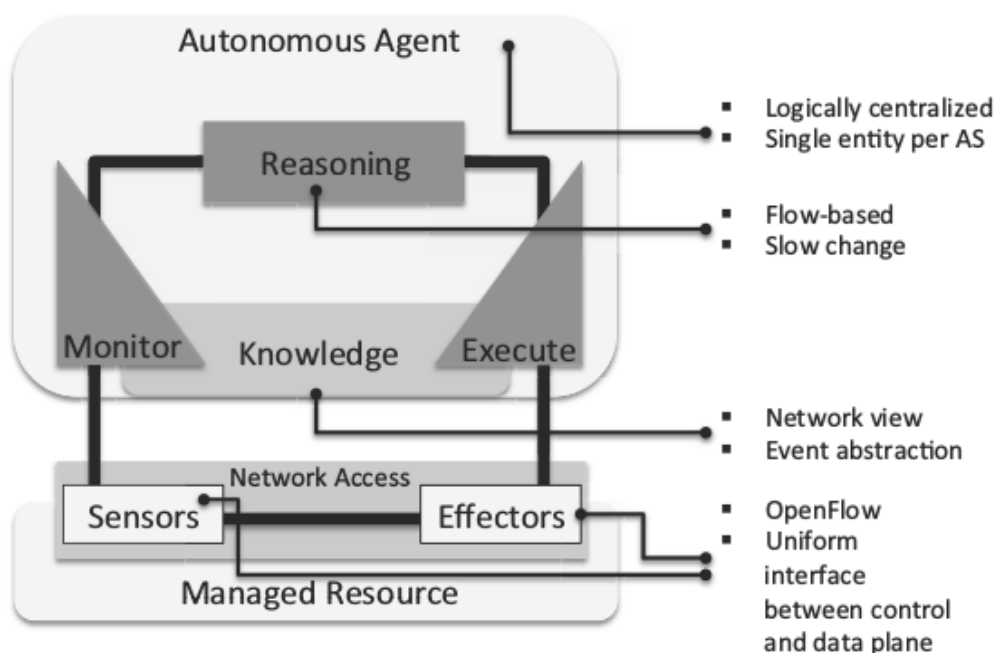 Autonomous Agent
Reasoning
Monitor
Knowledge
Execute
Network Access
Sensors
Effectors
Managed Resource
▪ Logically centralized
▪ Single entity per AS
▪ Flow-based
▪ Slow change
▪ Network view
▪ Event abstraction
▪ OpenFlow
▪ Uniform
interface
between control
and data plane